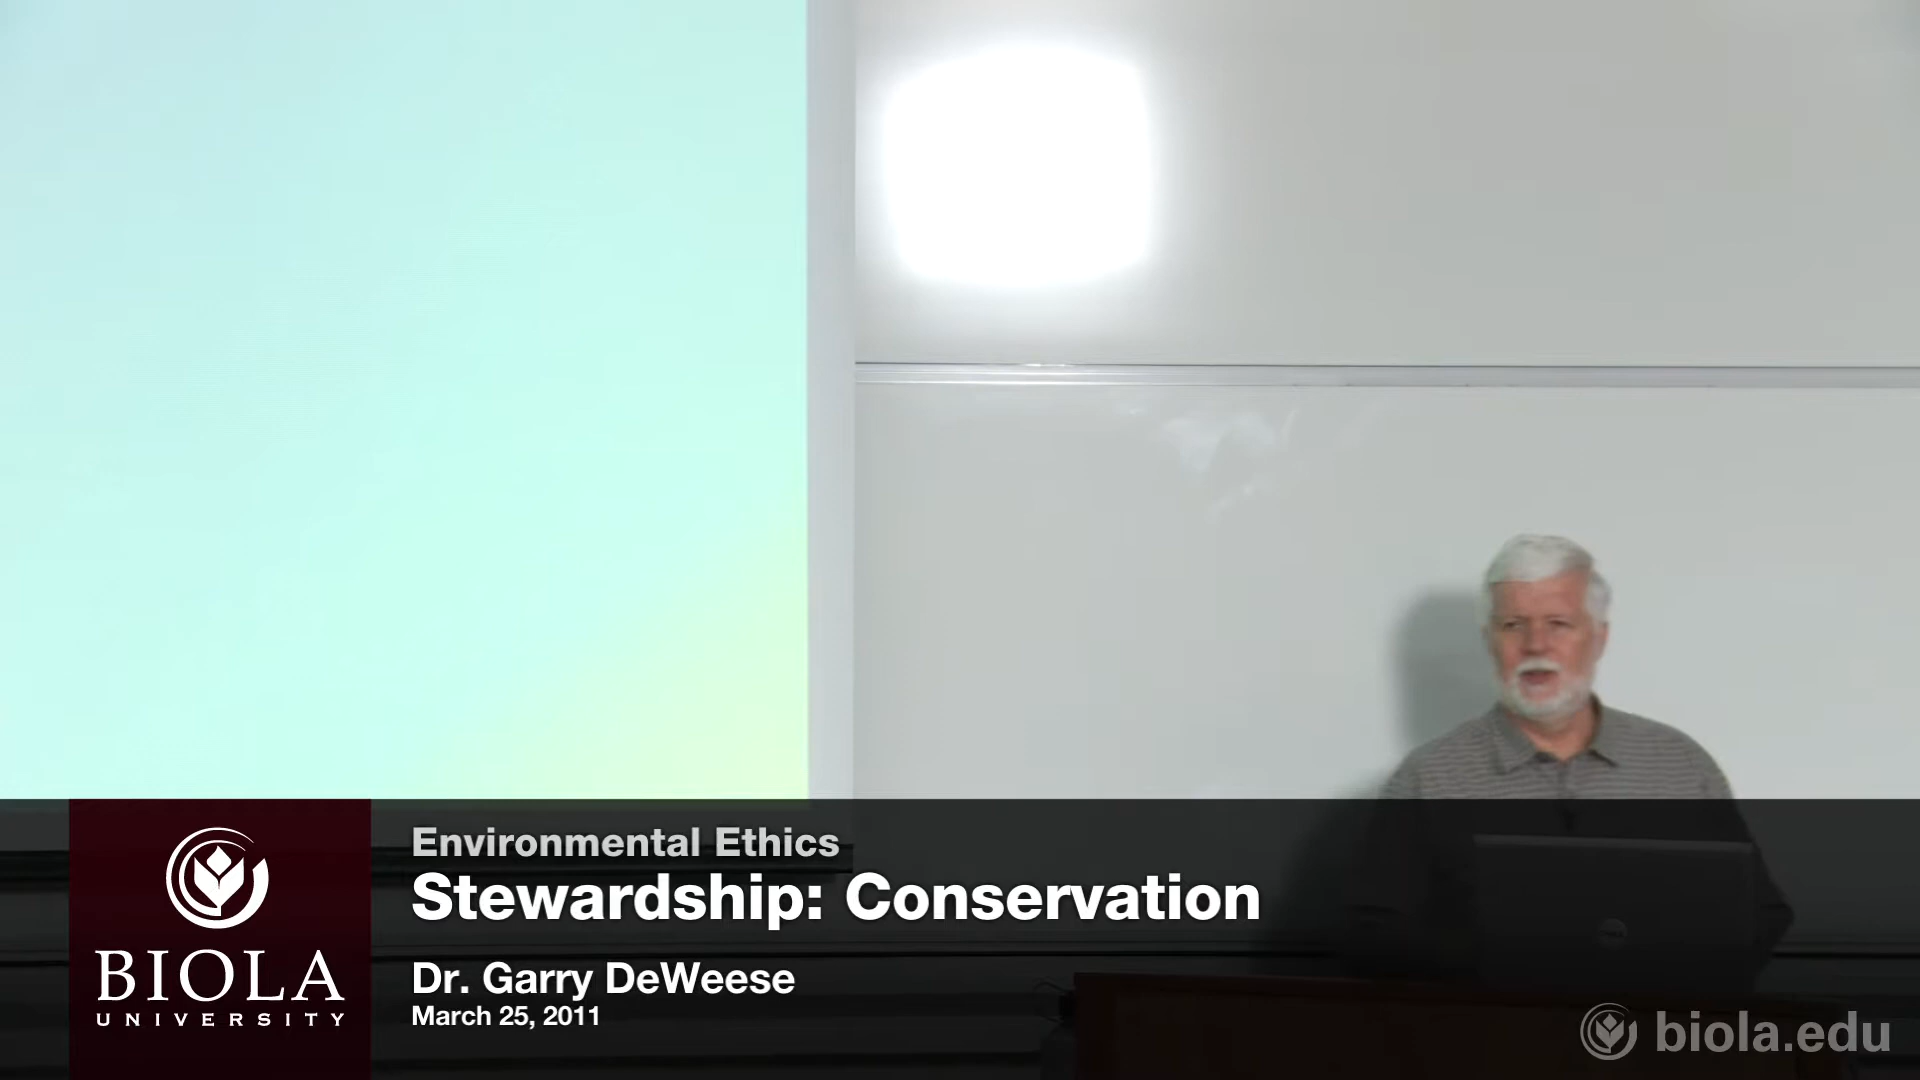 Environmental Ethics
Stewardship: Conservation
Dr. Garry DeWeese
March 25, 2011
BIOLA
UNIVERSITY
biola.edu